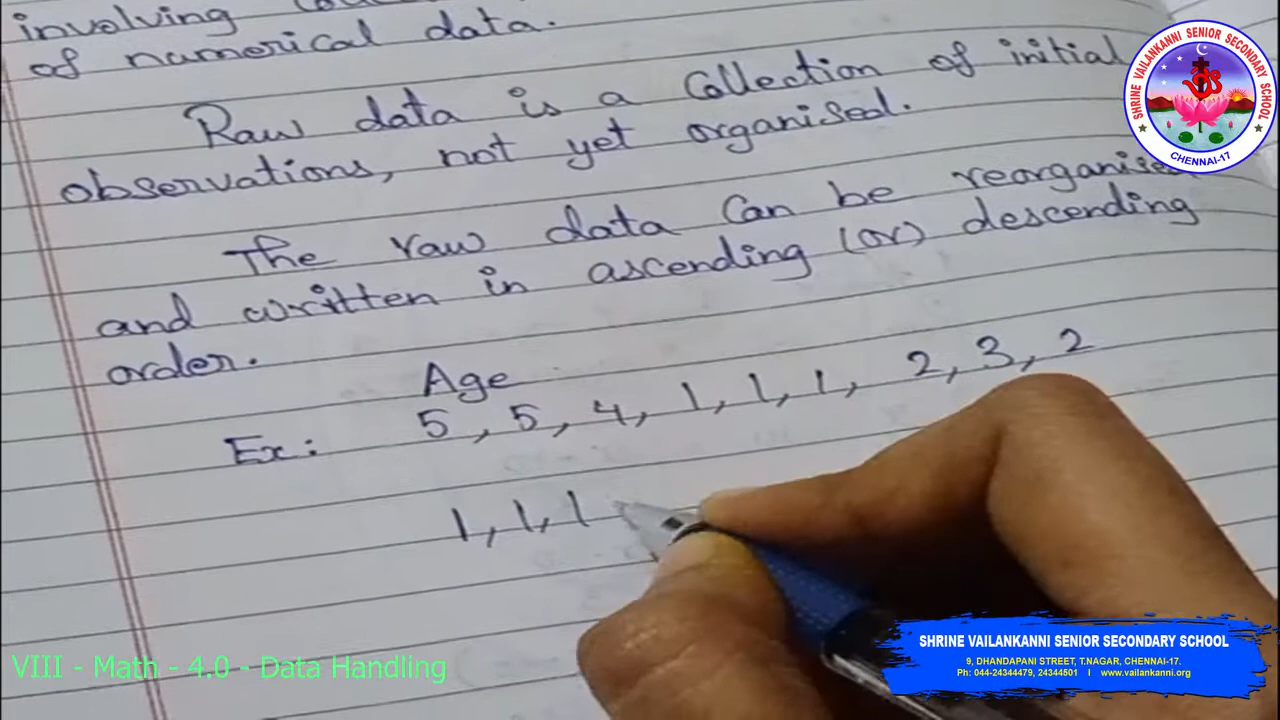 involving
of numerical data.
Raw data is a Collection of initial
observations, not yet organised.
The raw data can be reorganised
and written in ascending (or) descending
order.
Age
Ex: 5, 5, 4, 1, 1, 1, 2, 3, 2
1, 1, 1
SHRINE VAILANKANNI SENIOR SECONDARY SCHOOL
CHENNAI-17
VIII - Math - 4.0 - Data Handling
SHRINE VAILANKANNI SENIOR SECONDARY SCHOOL
9, DHANDAPANI STREET, T.NAGAR, CHENNAI-17.
Ph: 044-24344479, 24344501 I www.vailankanni.org